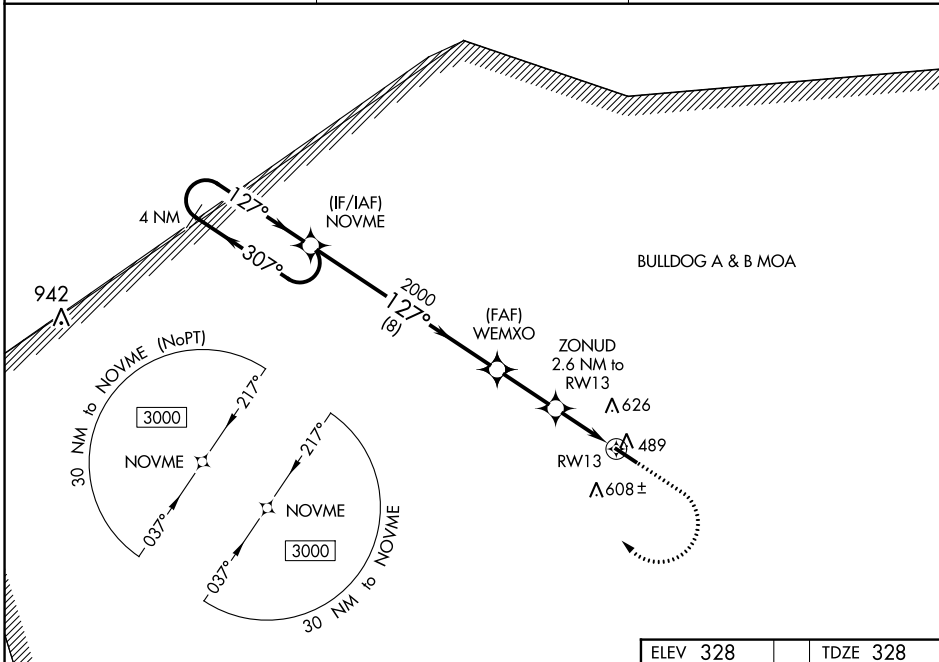 127°
4 NM
307°
(IF/IAF)
NOVME
942
BULLDOG A & B MOA
2000
127°
(8)
(FAF)
WEMXO
ZONUD
2.6 NM to
RW13
626
489
RW13
608±
30 NM to NOVME (NoPT)
3000
217°
NOVME
037°
217°
NOVME
3000
037°
30 NM to NOVME
ELEV 328
TDZE 328